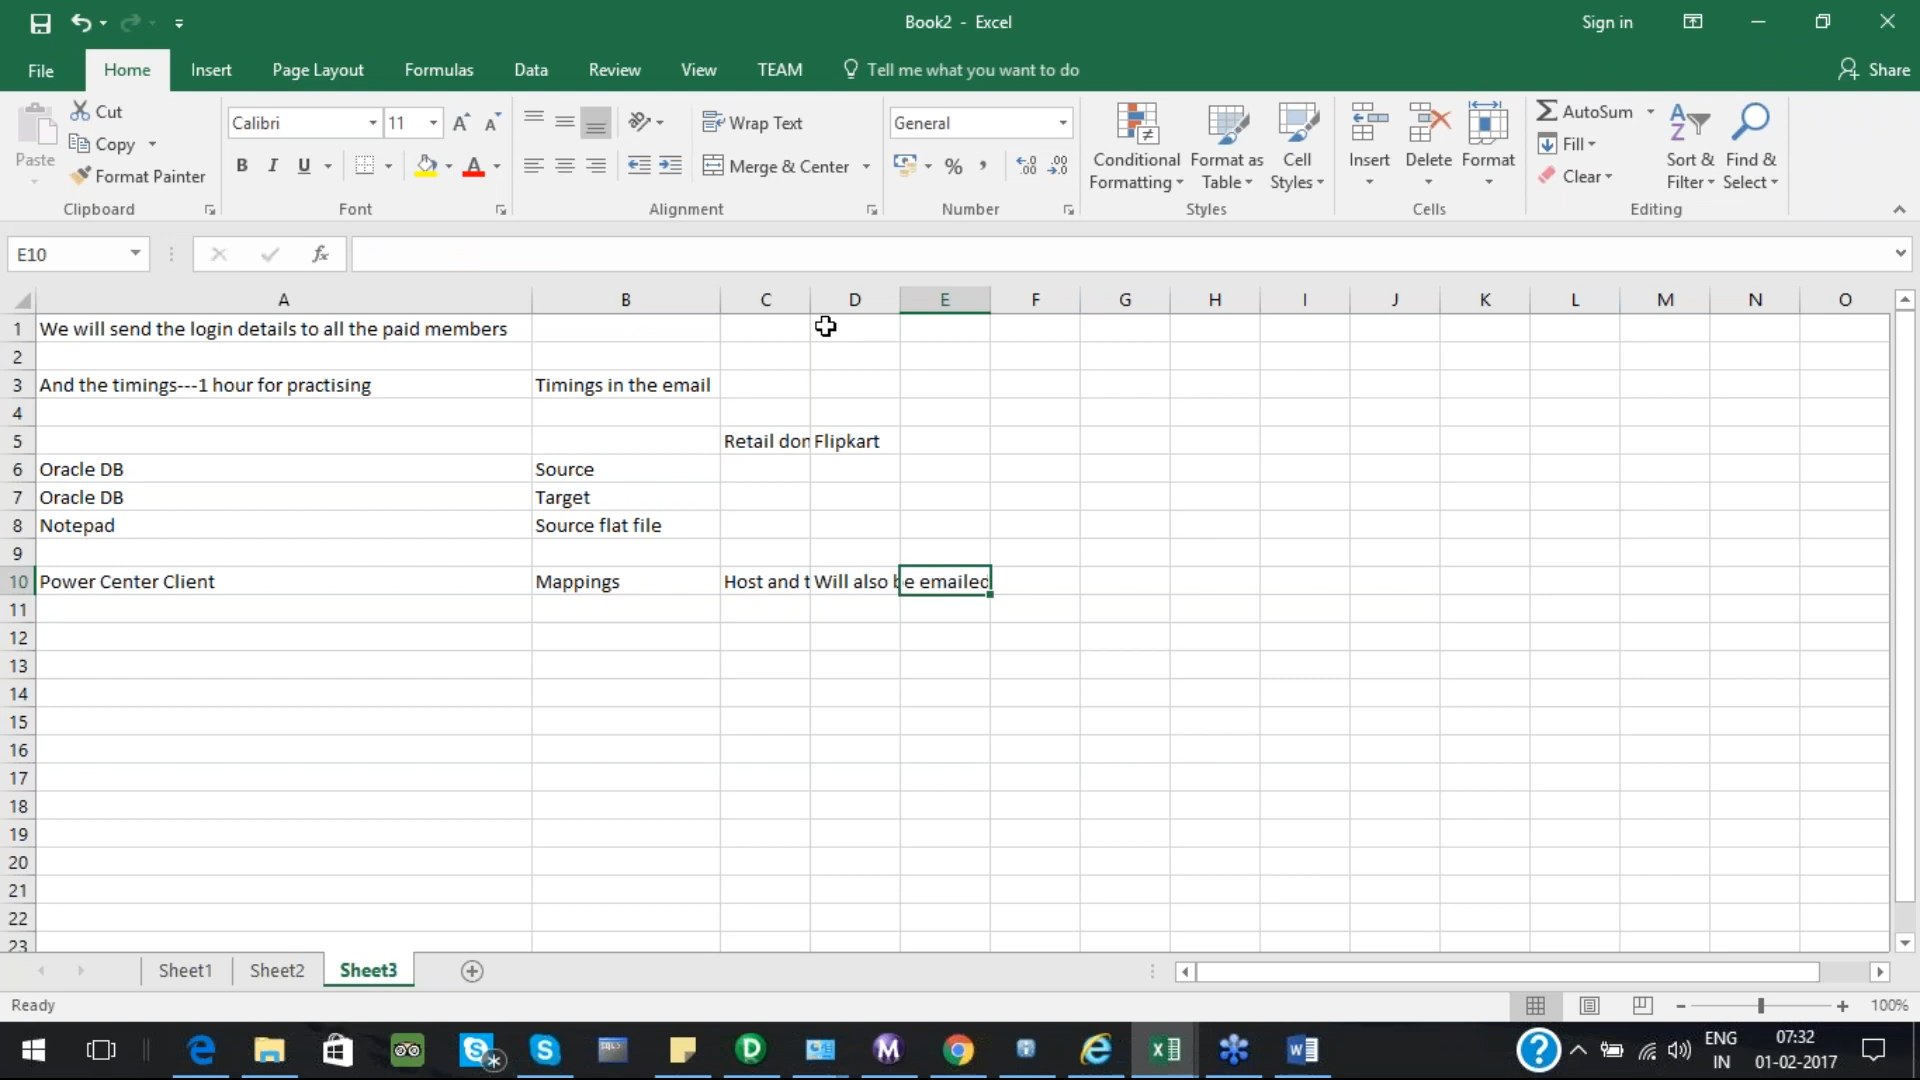 Book2 - Excel
Sign in
File Home Insert Page Layout Formulas Data Review View TEAM Tell me what you want to do Share
Paste
Cut
Copy
Format Painter
Clipboard
Calibri 11
B I U
Font
Wrap Text
Merge & Center
Alignment
General
%
Number
Conditional Formatting
Format as Table
Cell Styles
Styles
Insert Delete Format
Cells
AutoSum
Fill
Clear
Sort & Filter
Find & Select
Editing
E10
fx
A B C D E F G H I J K L M N O
1 We will send the login details to all the paid members
2
3 And the timings---1 hour for practising Timings in the email
4
5 Retail don Flipkart
6 Oracle DB Source
7 Oracle DB Target
8 Notepad Source flat file
9
10 Power Center Client Mappings Host and t Will also be emailed
11
12
13
14
15
16
17
18
19
20
21
22
23
Sheet1 Sheet2 Sheet3
Ready
100%
ENG
IN
07:32
01-02-2017